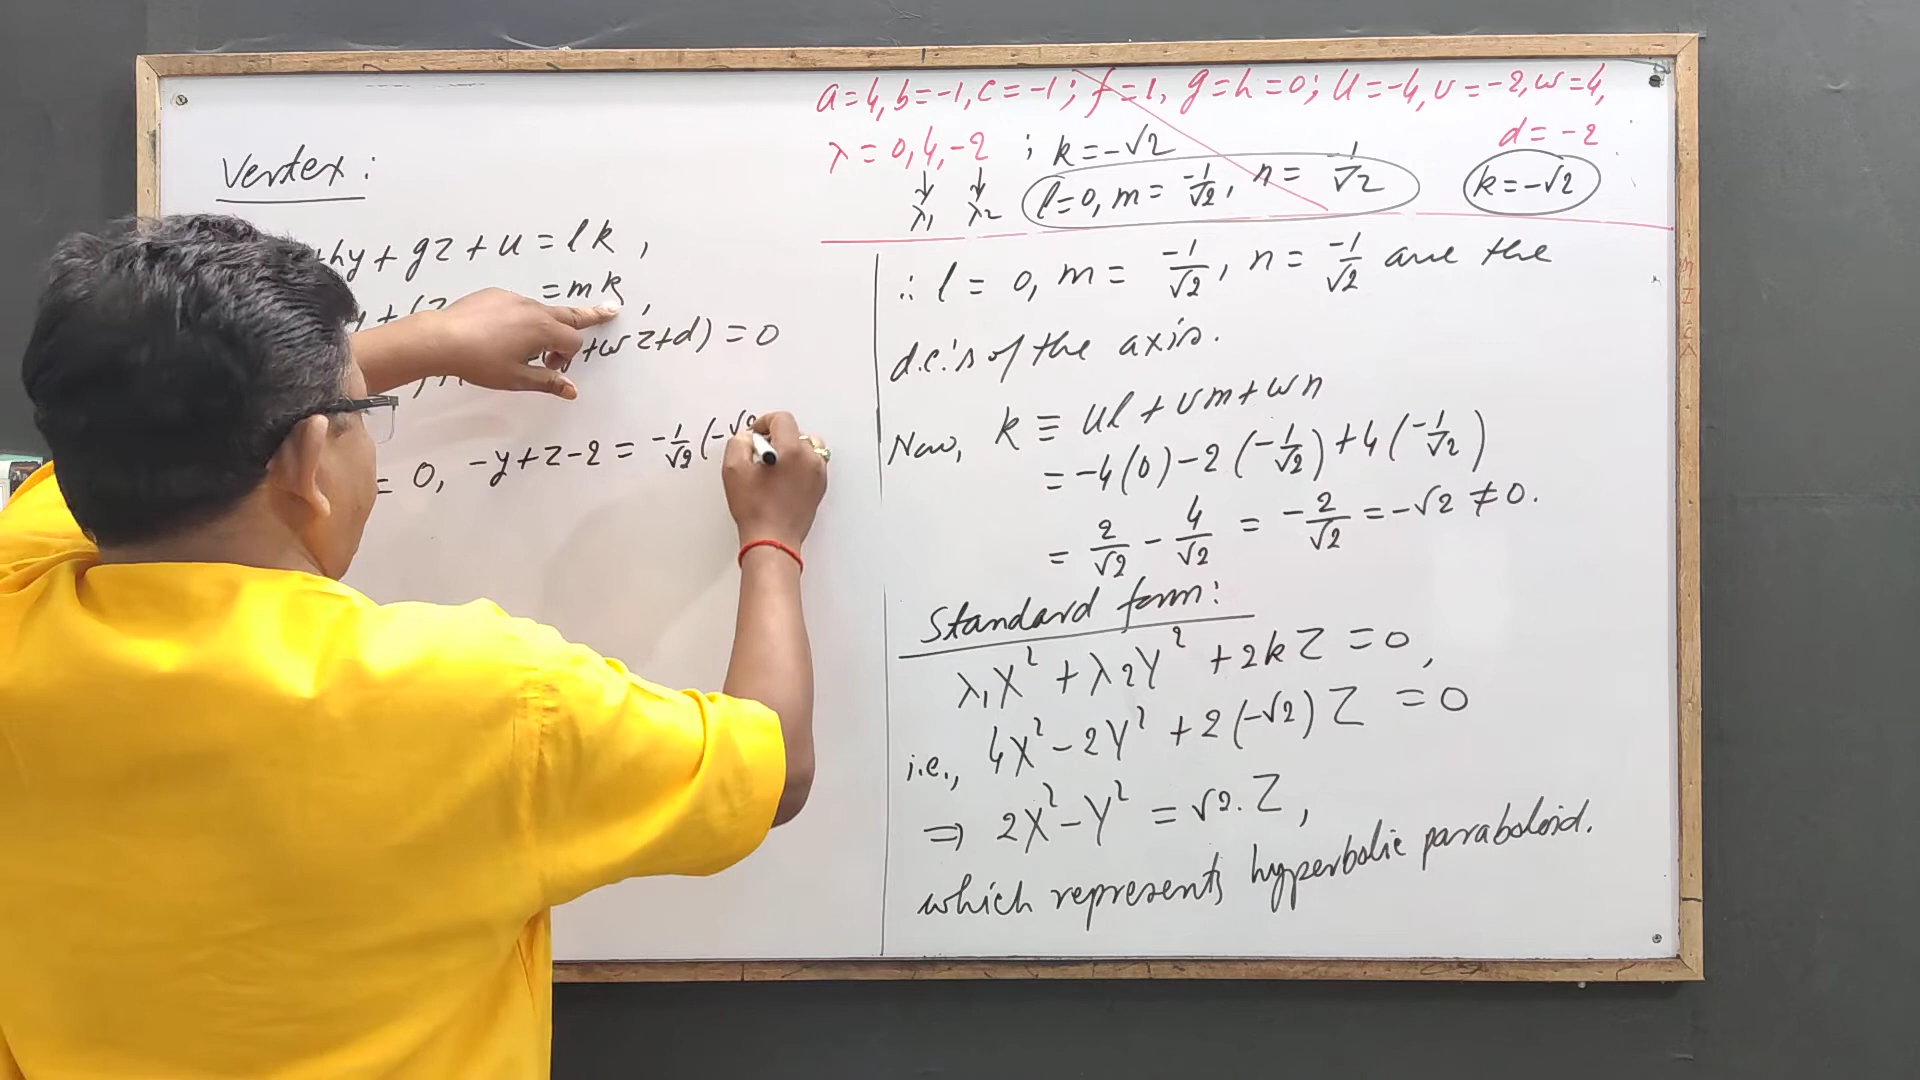 a=4, b=-1, c=-1; f=1, g=h=0; u=-4, v=-2, w=4,
d=-2
λ=0,4,-2 ; k=-√2
↓ ↓
λ₁ λ₂
l=0, m=-1/√2, n=-1/√2
k=-√2
Vertex:
hy+gz+u=lk,
=mk,
+wz+d)=0
=0, -y+z-2=-1/√2(-√2
∴ l=0, m=-1/√2, n=-1/√2 are the
d.c.'s of the axis.
Now, k≡ul+vm+wn
=-4(0)-2(-1/√2)+4(-1/√2)
=2/√2-4/√2=-2/√2=-√2≠0.
Standard form:
λ₁X²+λ₂Y²+2kZ=0,
i.e., 4X²-2Y²+2(-√2)Z=0
⇒ 2X²-Y²=√2.Z,
which represents hyperbolic paraboloid.